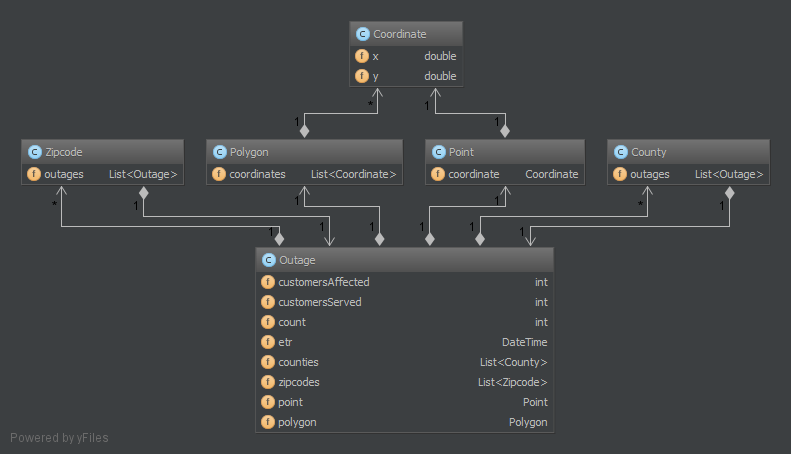 C Coordinate
f x double
f y double
* 1
1 1
C Zipcode
f outages List<Outage>
C Polygon
f coordinates List<Coordinate>
C Point
f coordinate Coordinate
C County
f outages List<Outage>
* 1 1 1 1 * 1
1 1 1 1 1
C Outage
f customersAffected int
f customersServed int
f count int
f etr DateTime
f counties List<County>
f zipcodes List<Zipcode>
f point Point
f polygon Polygon
Powered by yFiles